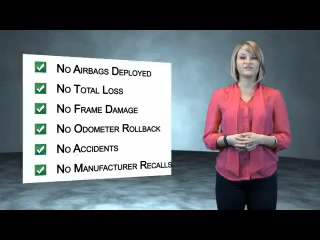 No Airbags Deployed
No Total Loss
No Frame Damage
No Odometer Rollback
No Accidents
No Manufacturer Recalls